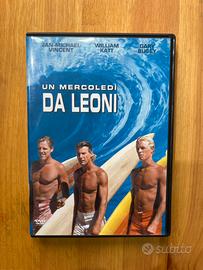 JAN-MICHAEL WILLIAM GARY
VINCENT KATT BUSEY
UN MERCOLEDÌ
DA LEONI
subito